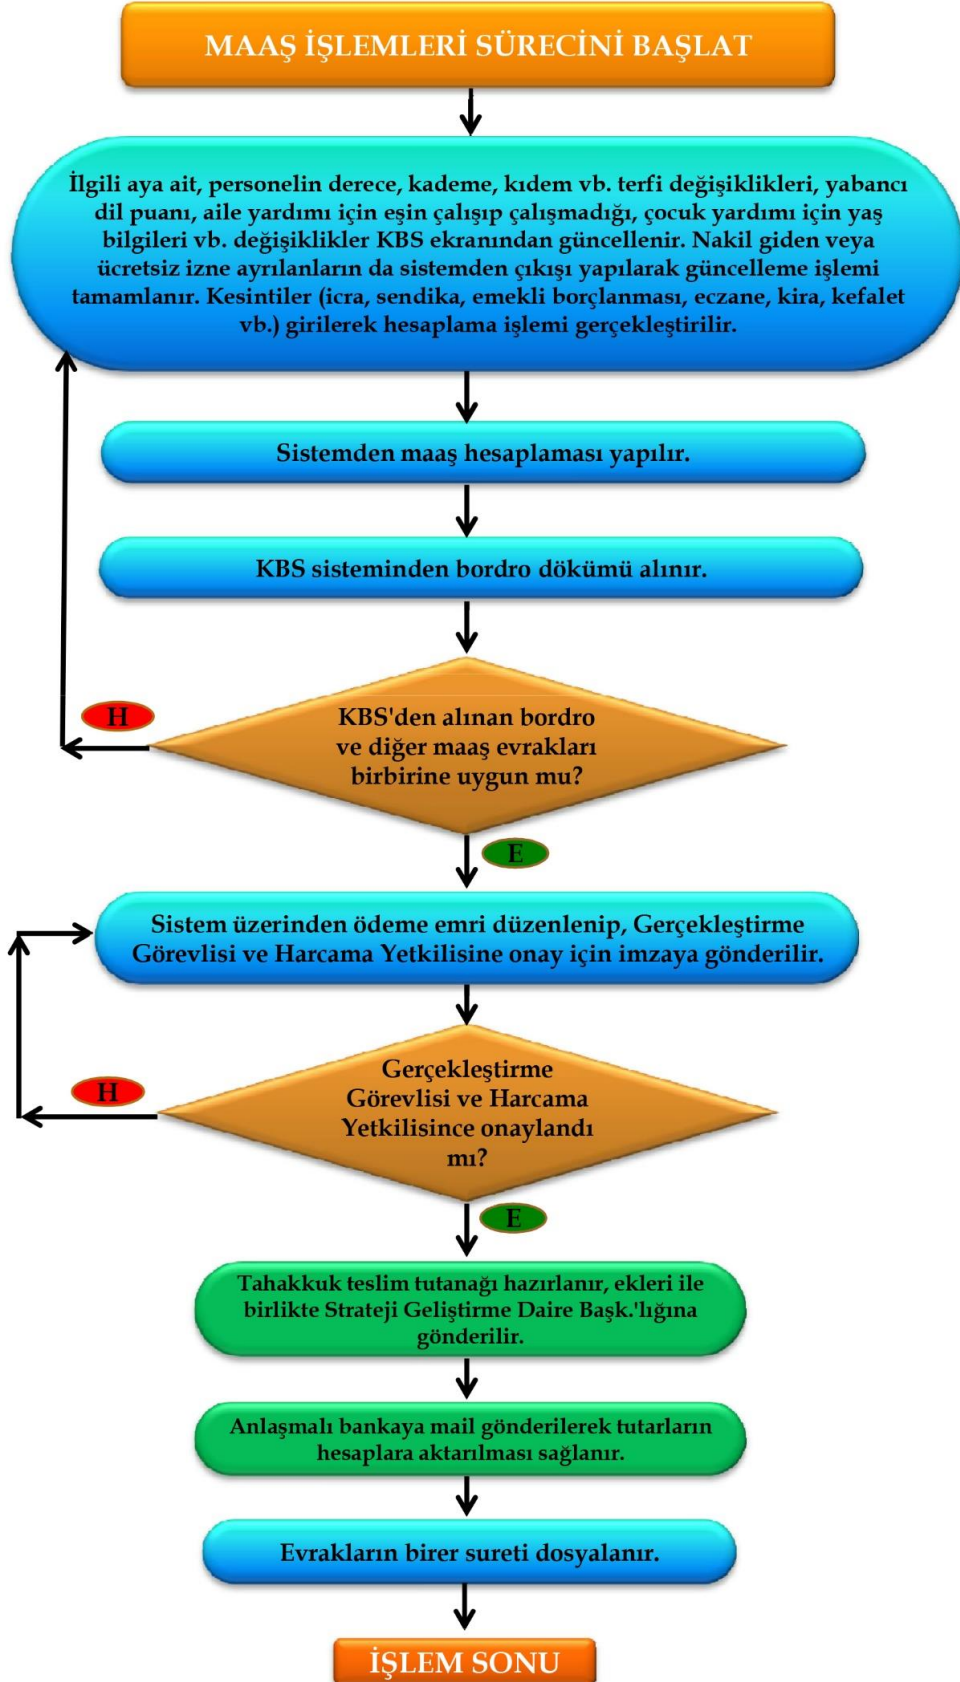 MAAŞ İŞLEMLERİ SÜRECİNİ BAŞLAT
İlgili aya ait, personelin derece, kademe, kıdem vb. terfi değişiklikleri, yabancı
dil puanı, aile yardımı için eşin çalışıp çalışmadığı, çocuk yardımı için yaş
bilgileri vb. değişiklikler KBS ekranından güncellenir. Nakil giden veya
ücretsiz izne ayrılanların da sistemden çıkışı yapılarak güncelleme işlemi
tamamlanır. Kesintiler (icra, sendika, emekli borçlanması, eczane, kira, kefalet
vb.) girilerek hesaplama işlemi gerçekleştirilir.
Sistemden maaş hesaplaması yapılır.
KBS sisteminden bordro dökümü alınır.
H
KBS'den alınan bordro
ve diğer maaş evrakları
birbirine uygun mu?
E
Sistem üzerinden ödeme emri düzenlenip, Gerçekleştirme
Görevlisi ve Harcama Yetkilisine onay için imzaya gönderilir.
H
Gerçekleştirme
Görevlisi ve Harcama
Yetkilisince onaylandı
mı?
E
Tahakkuk teslim tutanağı hazırlanır, ekleri ile
birlikte Strateji Geliştirme Daire Başk.'lığına
gönderilir.
Anlaşmalı bankaya mail gönderilerek tutarların
hesaplara aktarılması sağlanır.
Evrakların birer sureti dosyalanır.
İŞLEM SONU